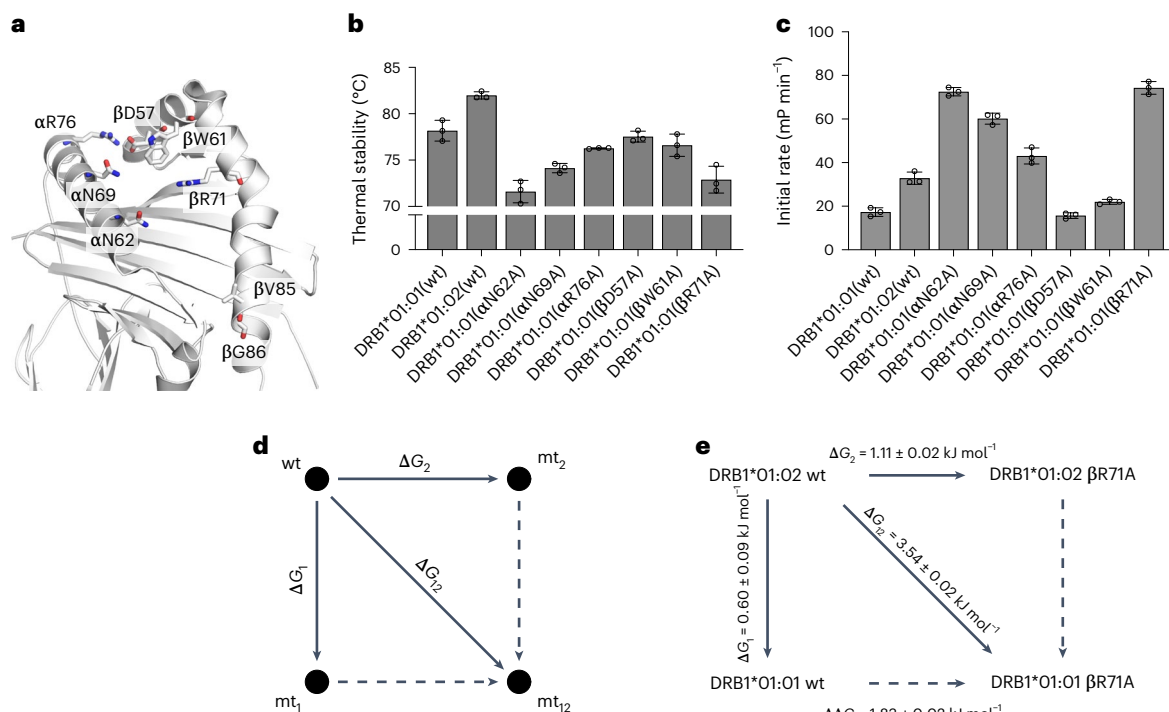 a
αR76
βD57
βW61
αN69
βR71
αN62
βV85
βG86
b
Thermal stability (°C)
85
80
75
70
0
DRB1*01:01(wt)
DRB1*01:02(wt)
DRB1*01:01(αN62A)
DRB1*01:01(αN69A)
DRB1*01:01(αR76A)
DRB1*01:01(βD57A)
DRB1*01:01(βW61A)
DRB1*01:01(βR71A)
c
Initial rate (mP min⁻¹)
100
80
60
40
20
0
DRB1*01:01(wt)
DRB1*01:02(wt)
DRB1*01:01(αN62A)
DRB1*01:01(αN69A)
DRB1*01:01(αR76A)
DRB1*01:01(βD57A)
DRB1*01:01(βW61A)
DRB1*01:01(βR71A)
d
wt
ΔG₂
mt₂
ΔG₁
ΔG₁₂
mt₁
mt₁₂
e
ΔG₂ = 1.11 ± 0.02 kJ mol⁻¹
DRB1*01:02 wt
DRB1*01:02 βR71A
ΔG₁ = 0.60 ± 0.09 kJ mol⁻¹
ΔG₁₂ = 3.54 ± 0.02 kJ mol⁻¹
DRB1*01:01 wt
DRB1*01:01 βR71A